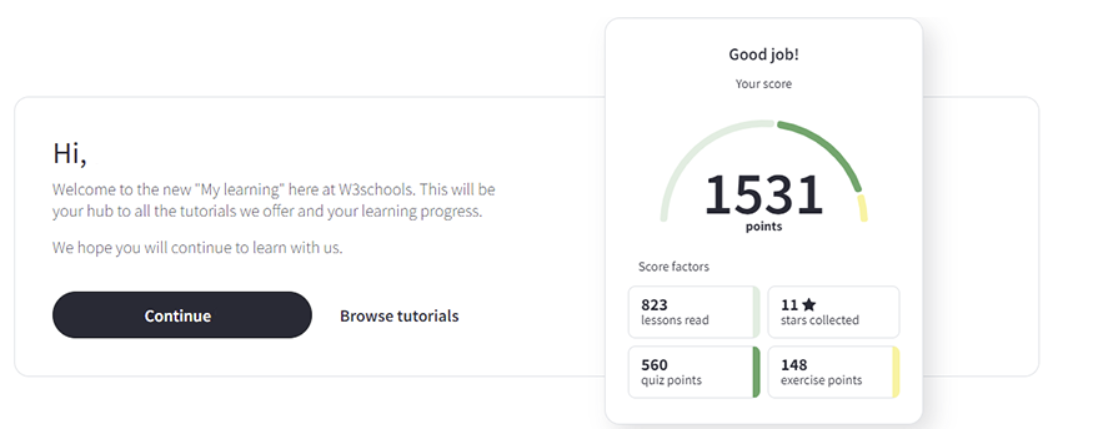 Hi,
Welcome to the new "My learning" here at W3schools. This will be
your hub to all the tutorials we offer and your learning progress.
We hope you will continue to learn with us.
Continue
Browse tutorials
Good job!
Your score
1531
points
Score factors
823
lessons read
11 ★
stars collected
560
quiz points
148
exercise points